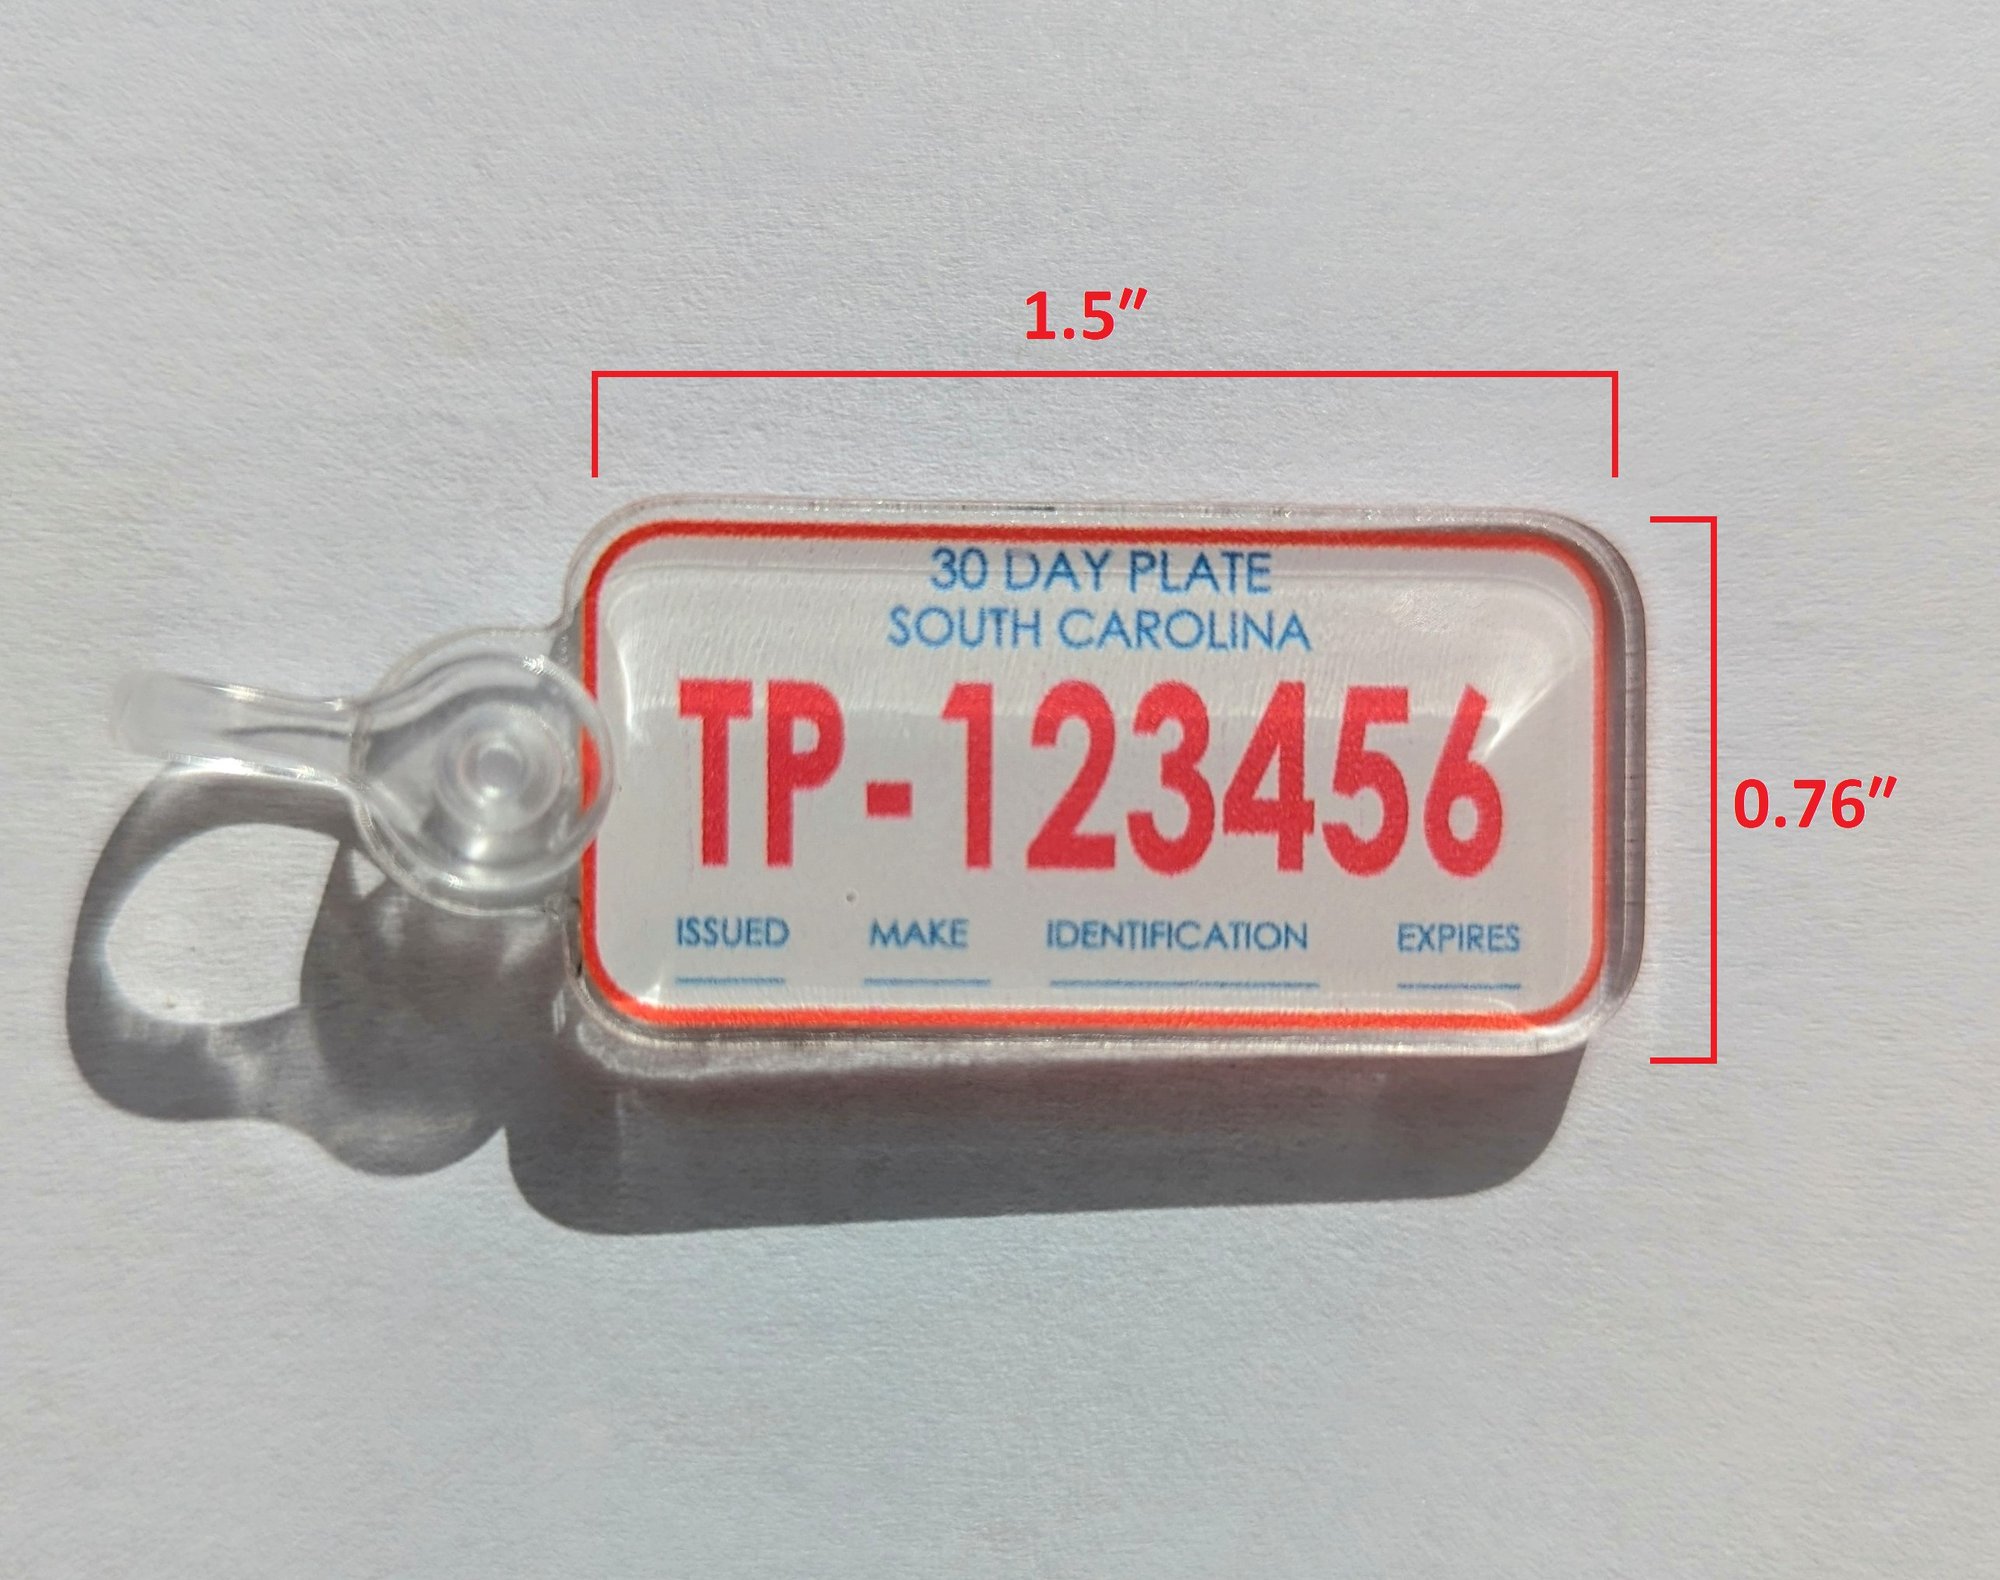 1.5"
30 DAY PLATE
SOUTH CAROLINA
TP-123456
0.76"
ISSUED MAKE IDENTIFICATION EXPIRES